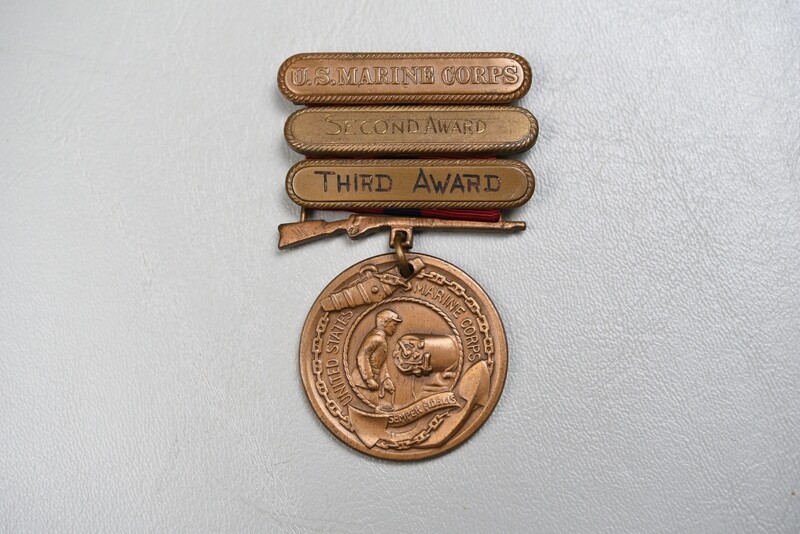 U.S. MARINE CORPS
SECOND AWARD
THIRD AWARD
UNITED STATES
MARINE CORPS
SEMPER FIDELIS